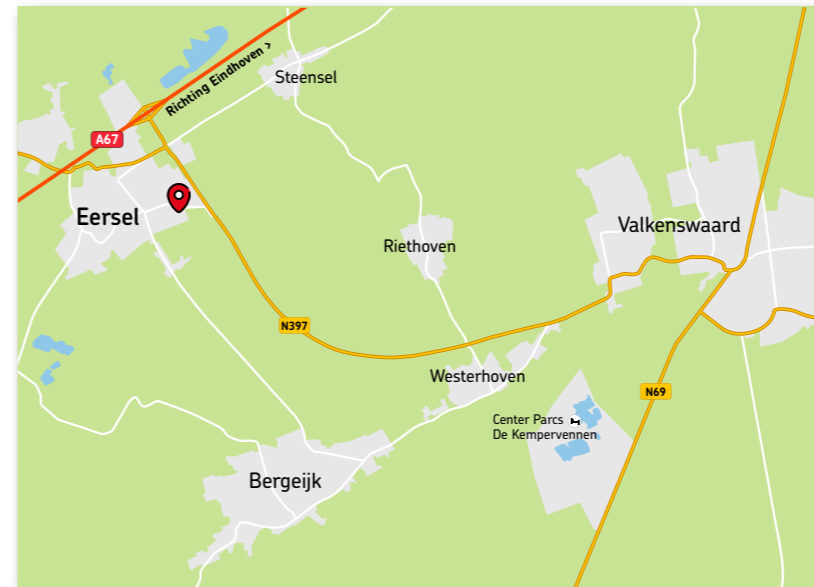 Richting Eindhoven >
Steensel
A67
Eersel
Riethoven
Valkenswaard
N397
Westerhoven
N69
Center Parcs
De Kempervennen
Bergeijk